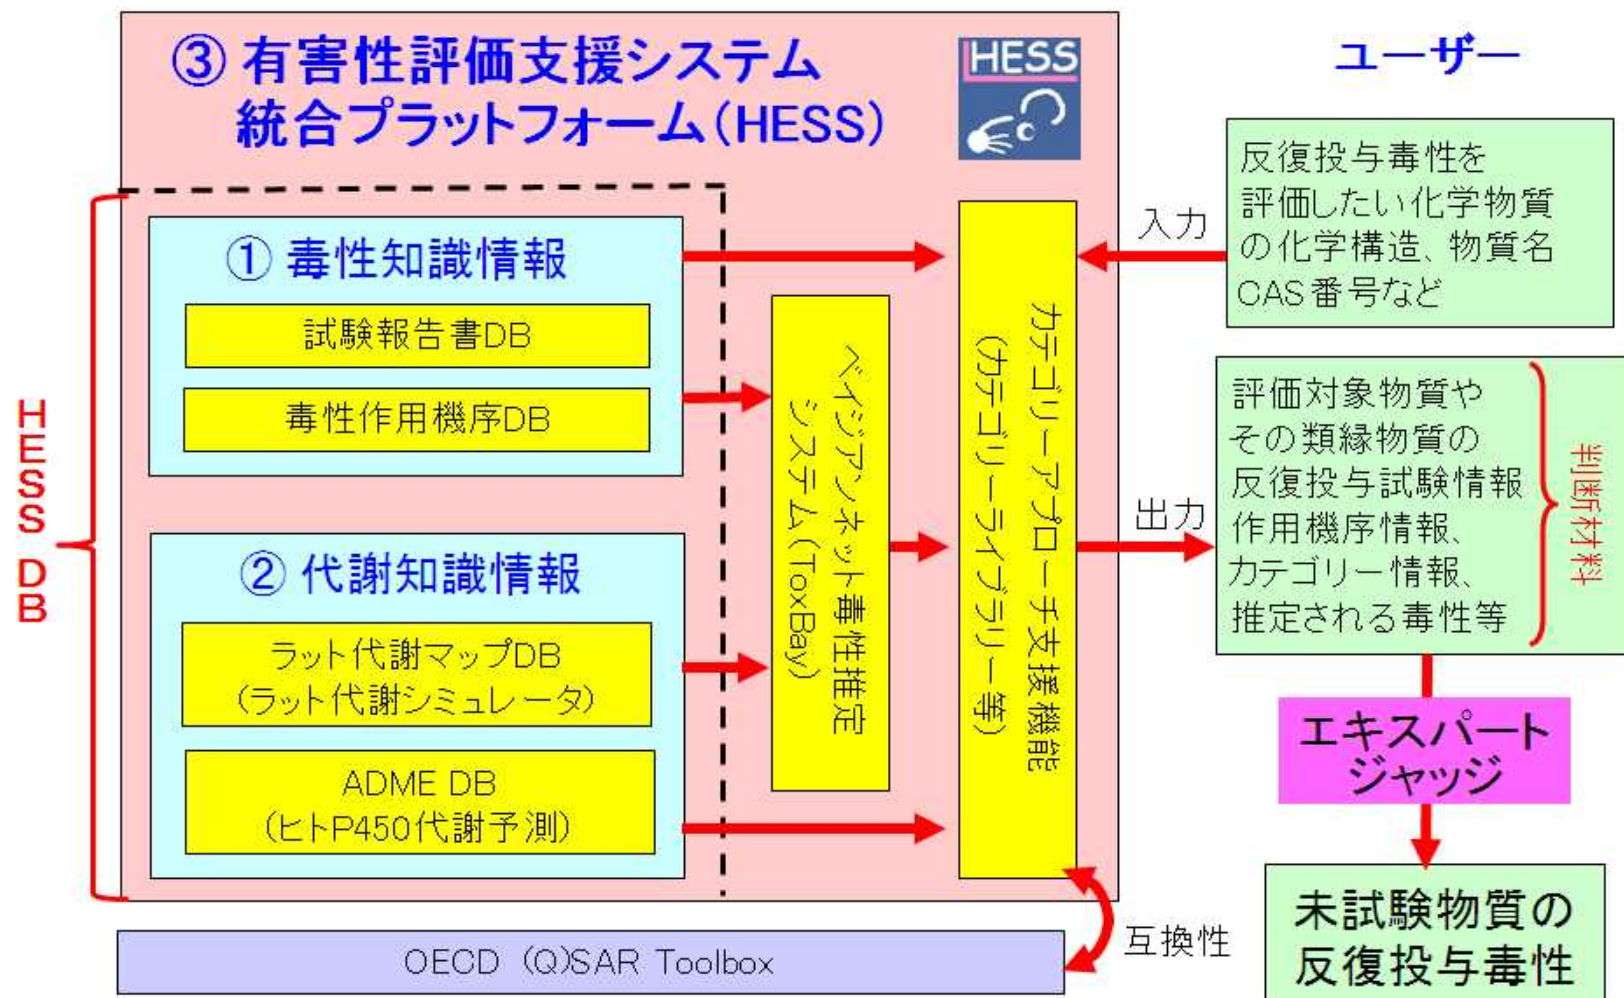 ③ 有害性評価支援システム
統合プラットフォーム(HESS)
HESS
ユーザー
HESS DB
① 毒性知識情報
試験報告書DB
毒性作用機序DB
② 代謝知識情報
ラット代謝マップDB
(ラット代謝シミュレータ)
ADME DB
(ヒトP450代謝予測)
ベイジアンネット毒性推定
システム(ToxBay)
カテゴリーアプローチ支援機能
(カテゴリーライブラリー等)
入力
反復投与毒性を
評価したい化学物質
の化学構造、物質名
CAS番号など
出力
評価対象物質や
その類縁物質の
反復投与試験情報
作用機序情報、
カテゴリー情報、
推定される毒性等
判断材料
エキスパート
ジャッジ
未試験物質の
反復投与毒性
互換性
OECD (Q)SAR Toolbox